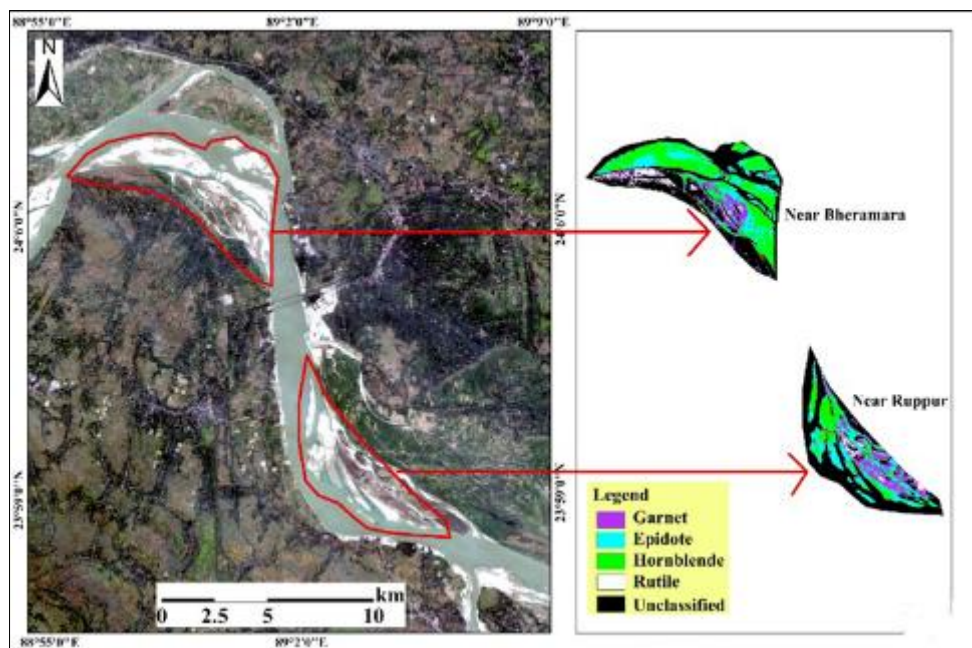 88°55'0"E 89°2'0"E 89°9'0"E
N
24°6'0"N
24°6'0"N
Near Bheramara
Near Ruppur
23°59'0"N
23°59'0"N
Legend
Garnet
Epidote
Hornblende
Rutile
Unclassified
km
0 2.5 5 10
88°55'0"E 89°2'0"E